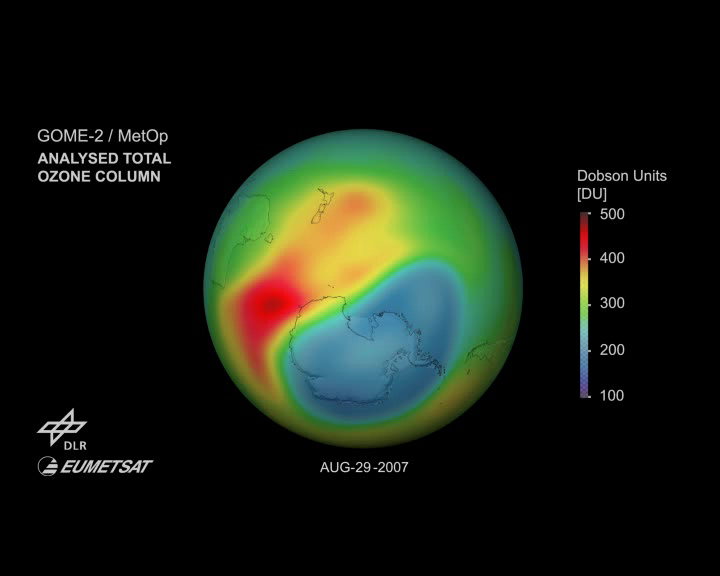 GOME-2 / MetOp
ANALYSED TOTAL
OZONE COLUMN
Dobson Units
[DU]
500
400
300
200
100
DLR
EUMETSAT
AUG-29-2007